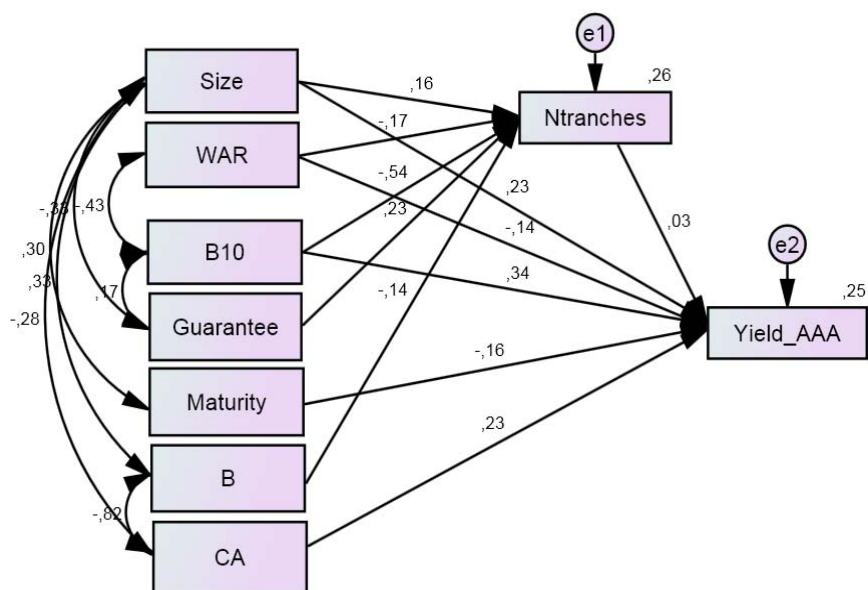 e1
,26
Size
,16
Ntranches
-,17
WAR
-,54
,23
,23
-,33
-,43
-,14
,03
e2
,30
B10
,34
,33
,17
-,14
,25
-,28
Guarantee
Yield_AAA
-,16
Maturity
,23
B
-,82
CA